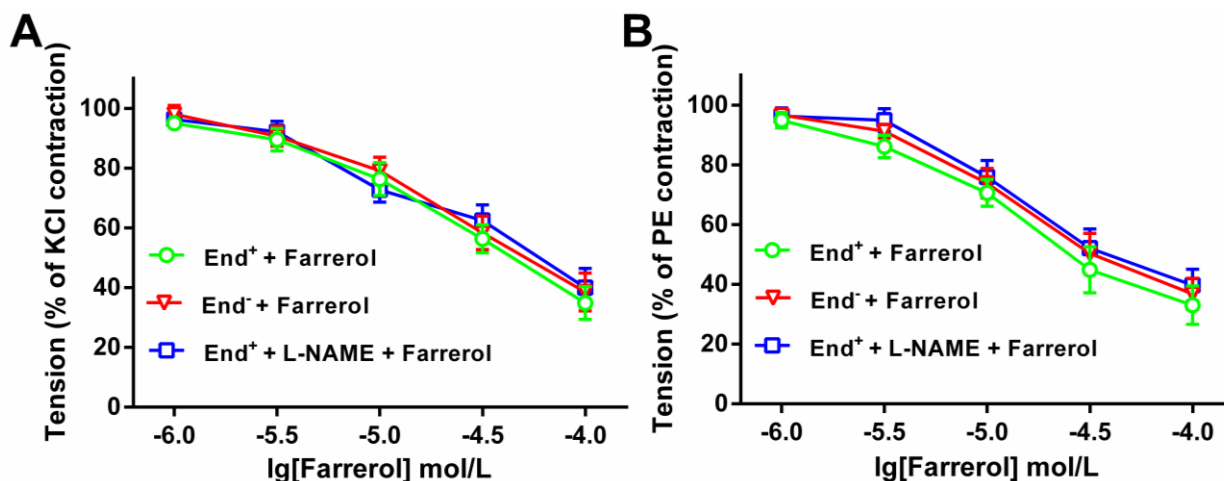 A
Tension (% of KCl contraction)
100
80
60
40
20
0
End⁺ + Farrerol
End⁻ + Farrerol
End⁺ + L-NAME + Farrerol
-6.0 -5.5 -5.0 -4.5 -4.0
lg[Farrerol] mol/L
B
Tension (% of PE contraction)
100
80
60
40
20
0
End⁺ + Farrerol
End⁻ + Farrerol
End⁺ + L-NAME + Farrerol
-6.0 -5.5 -5.0 -4.5 -4.0
lg[Farrerol] mol/L